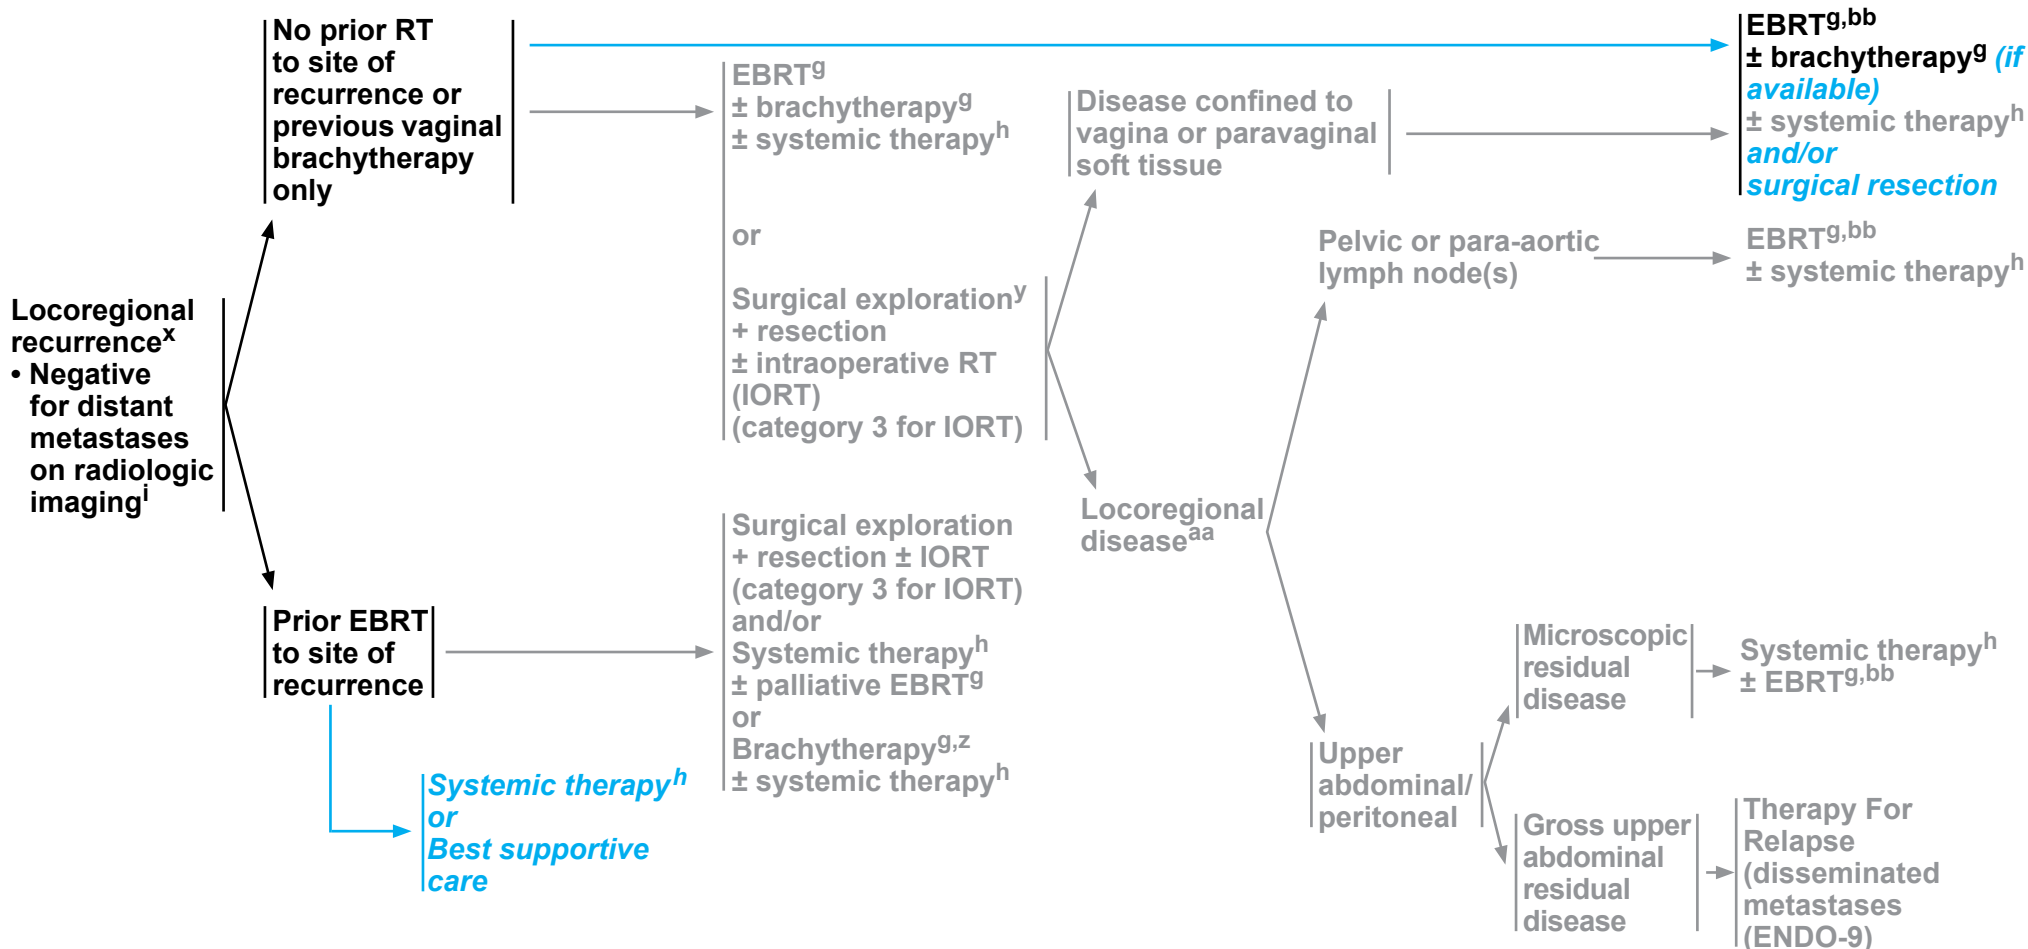 Locoregional
recurrencex
• Negative
for distant
metastases
on radiologic
imagingi
No prior RT
to site of
recurrence or
previous vaginal
brachytherapy
only
Prior EBRT
to site of
recurrence
Systemic therapyh
or
Best supportive
care
EBRTg
± brachytherapyg
± systemic therapyh
or
Surgical explorationy
+ resection
± intraoperative RT
(IORT)
(category 3 for IORT)
Surgical exploration
+ resection ± IORT
(category 3 for IORT)
and/or
Systemic therapyh
± palliative EBRTg
or
Brachytherapyg,z
± systemic therapyh
Disease confined to
vagina or paravaginal
soft tissue
Locoregional
diseaseaa
Pelvic or para-aortic
lymph node(s)
Upper
abdominal/
peritoneal
Microscopic
residual
disease
Gross upper
abdominal
residual
disease
EBRTg,bb
± brachytherapyg (if
available)
± systemic therapyh
and/or
surgical resection
EBRTg,bb
± systemic therapyh
Systemic therapyh
± EBRTg,bb
Therapy For
Relapse
(disseminated
metastases
(ENDO-9)